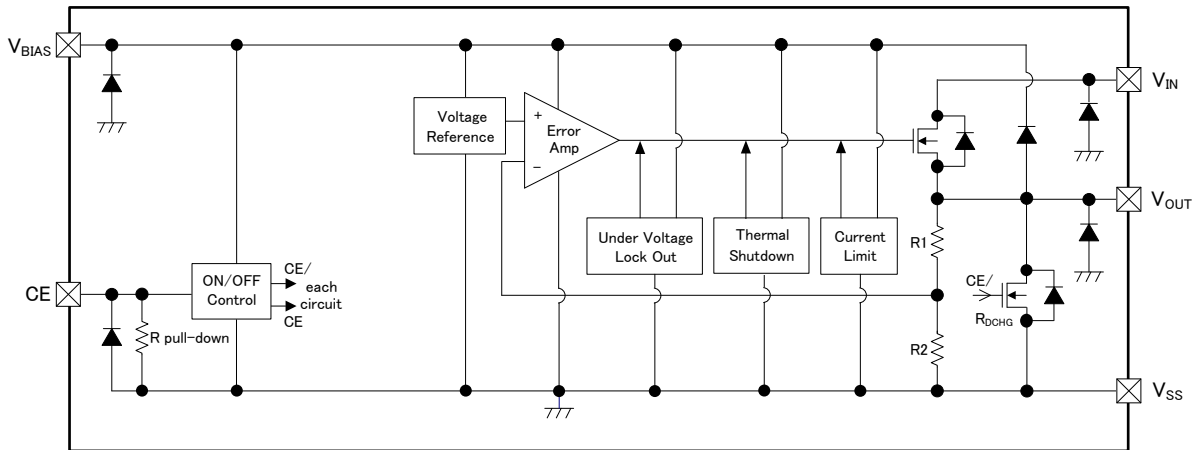 VBIAS
VIN
Voltage
Reference
+
Error
Amp
−
VOUT
Under Voltage
Lock Out
Thermal
Shutdown
Current
Limit
R1
CE
ON/OFF
Control
CE/
each
circuit
CE
CE/
RDCHG
R pull-down
R2
VSS